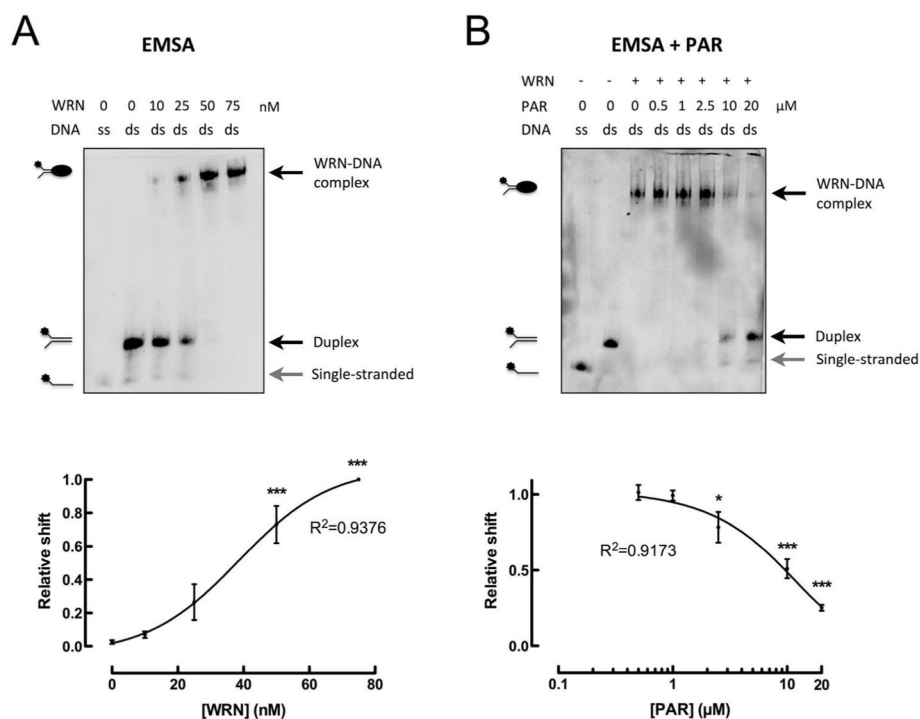 A
EMSA
WRN 0 0 10 25 50 75 nM
DNA ss ds ds ds ds ds
WRN-DNA
complex
Duplex
Single-stranded
Relative shift
1.0
0.8
0.6
0.4
0.2
0.0
***
***
R²=0.9376
0 20 40 60 80
[WRN] (nM)
B
EMSA + PAR
WRN - - + + + + + +
PAR 0 0 0 0.5 1 2.5 10 20 µM
DNA ss ds ds ds ds ds ds ds
WRN-DNA
complex
Duplex
Single-stranded
Relative shift
1.0
0.5
0.0
*
***
***
R²=0.9173
0.1 1 10 20
[PAR] (µM)